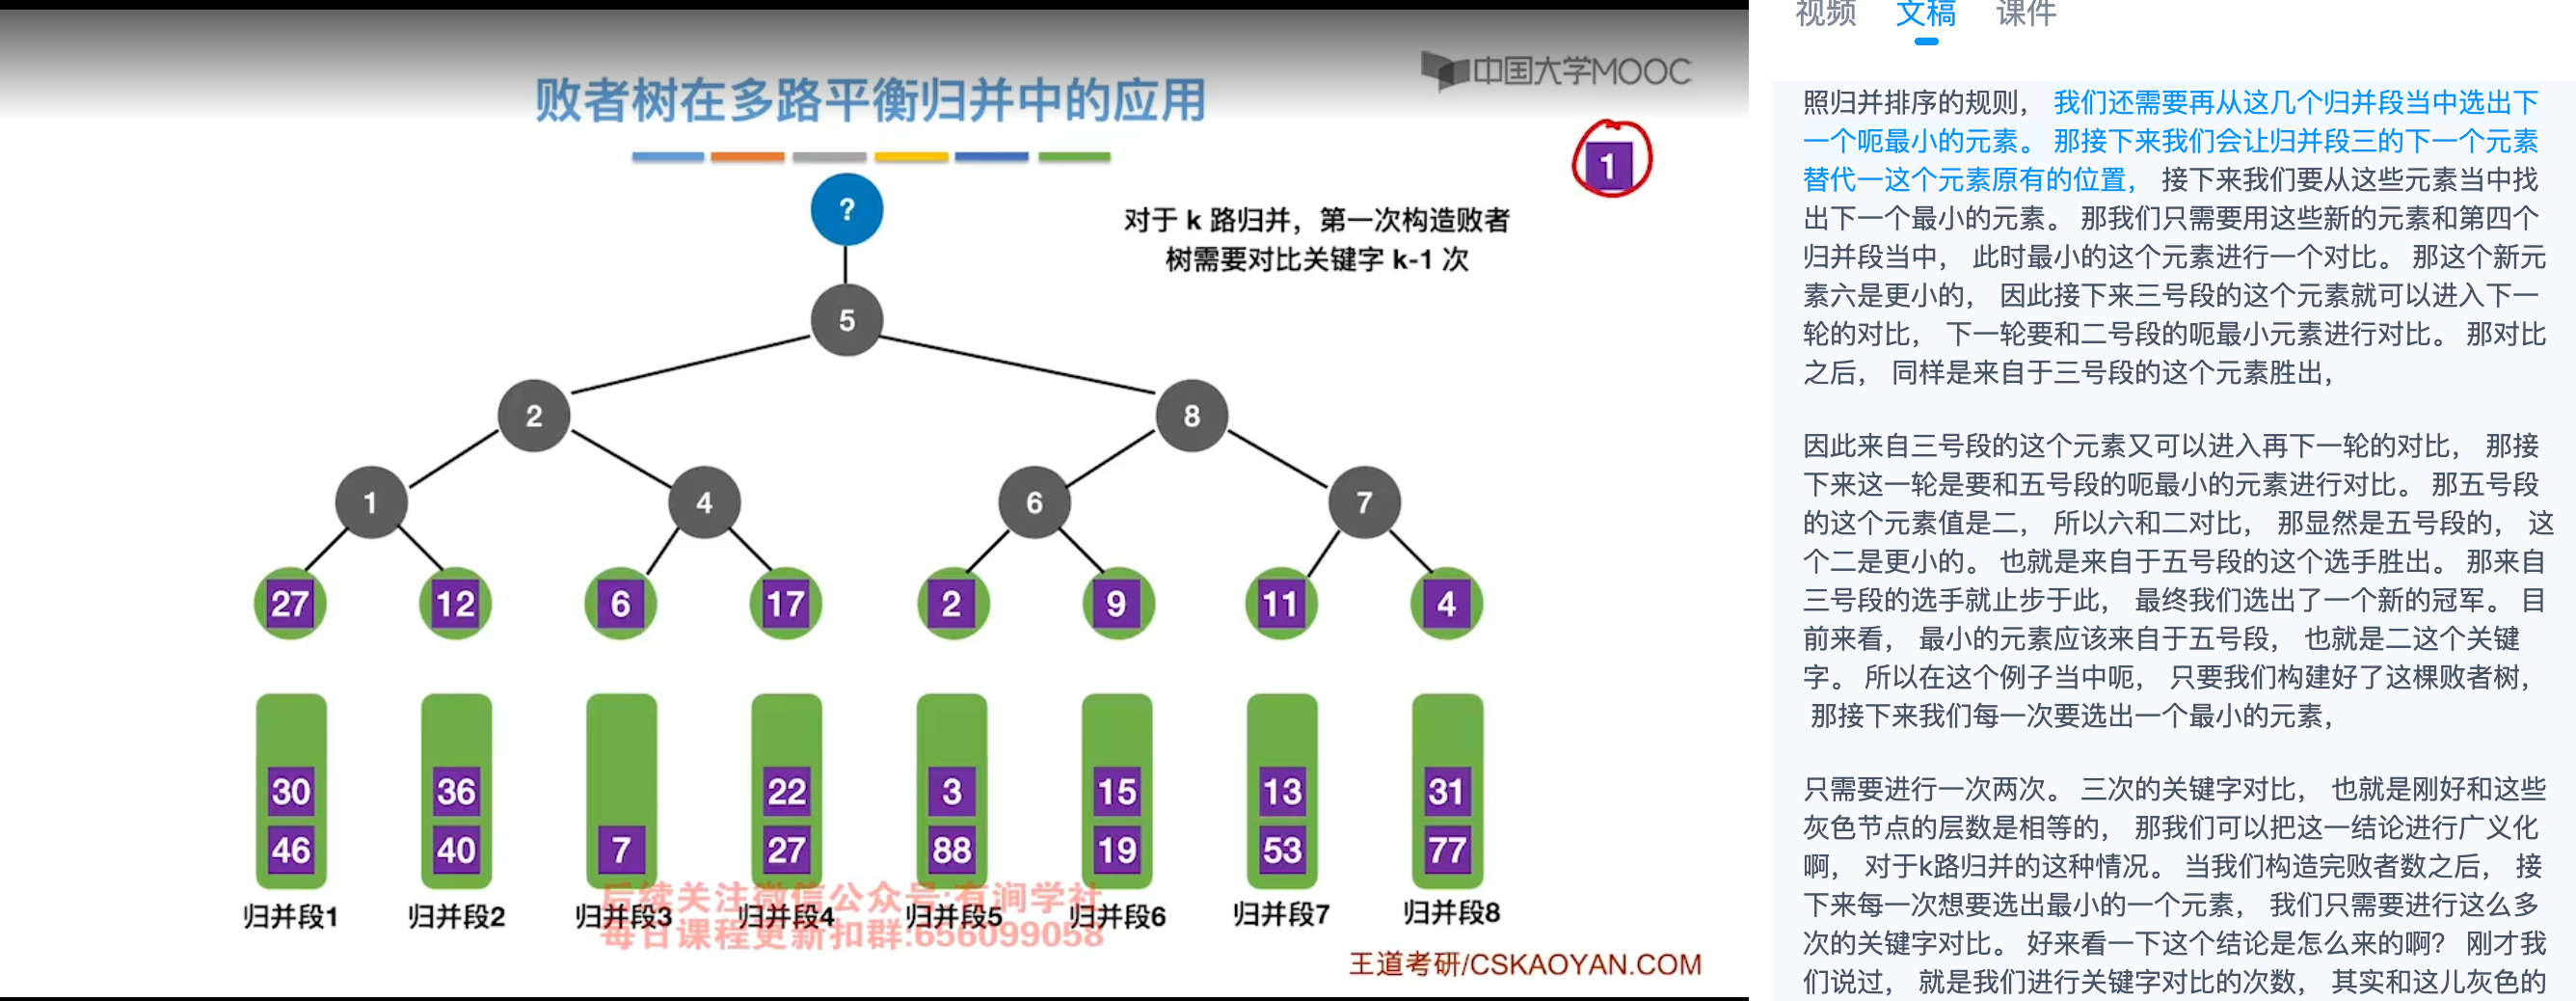 中国大学MOOC
败者树在多路平衡归并中的应用
1
?
对于 k 路归并，第一次构造败者
树需要对比关键字 k-1 次
5
2 8
1 4 6 7
27 12 6 17 2 9 11 4
30 36 22 3 15 13 31
46 40 7 27 88 19 53 77
归并段1 归并段2 归并段3 归并段4 归并段5 归并段6 归并段7 归并段8
后续关注微信公众号:有涧学社
每日课程更新扣群:656099058
王道考研/CSKAOYAN.COM
视频 文稿 课件
照归并排序的规则， 我们还需要再从这几个归并段当中选出下
一个呃最小的元素。 那接下来我们会让归并段三的下一个元素
替代一这个元素原有的位置， 接下来我们要从这些元素当中找
出下一个最小的元素。 那我们只需要用这些新的元素和第四个
归并段当中， 此时最小的这个元素进行一个对比。 那这个新元
素六是更小的， 因此接下来三号段的这个元素就可以进入下一
轮的对比， 下一轮要和二号段的呃最小元素进行对比。 那对比
之后， 同样是来自于三号段的这个元素胜出，
因此来自三号段的这个元素又可以进入再下一轮的对比， 那接
下来这一轮是要和五号段的呃最小的元素进行对比。 那五号段
的这个元素值是二， 所以六和二对比， 那显然是五号段的， 这
个二是更小的。 也就是来自于五号段的这个选手胜出。 那来自
三号段的选手就止步于此， 最终我们选出了一个新的冠军。 目
前来看， 最小的元素应该来自于五号段， 也就是二这个关键
字。 所以在这个例子当中呃， 只要我们构建好了这棵败者树，
那接下来我们每一次要选出一个最小的元素，
只需要进行一次两次。 三次的关键字对比， 也就是刚好和这些
灰色节点的层数是相等的， 那我们可以把这一结论进行广义化
啊， 对于k路归并的这种情况。 当我们构造完败者数之后， 接
下来每一次想要选出最小的一个元素， 我们只需要进行这么多
次的关键字对比。 好来看一下这个结论是怎么来的啊？ 刚才我
们说过， 就是我们进行关键字对比的次数， 其实和这儿灰色的